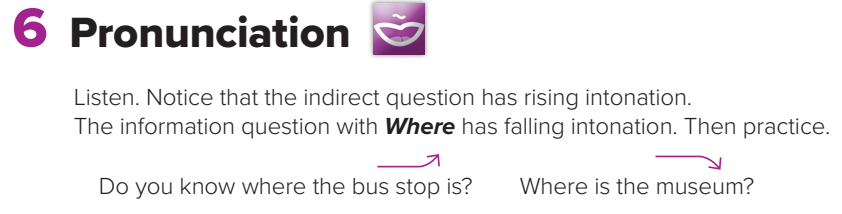 6 Pronunciation
Listen. Notice that the indirect question has rising intonation.
The information question with Where has falling intonation. Then practice.
Do you know where the bus stop is? Where is the museum?